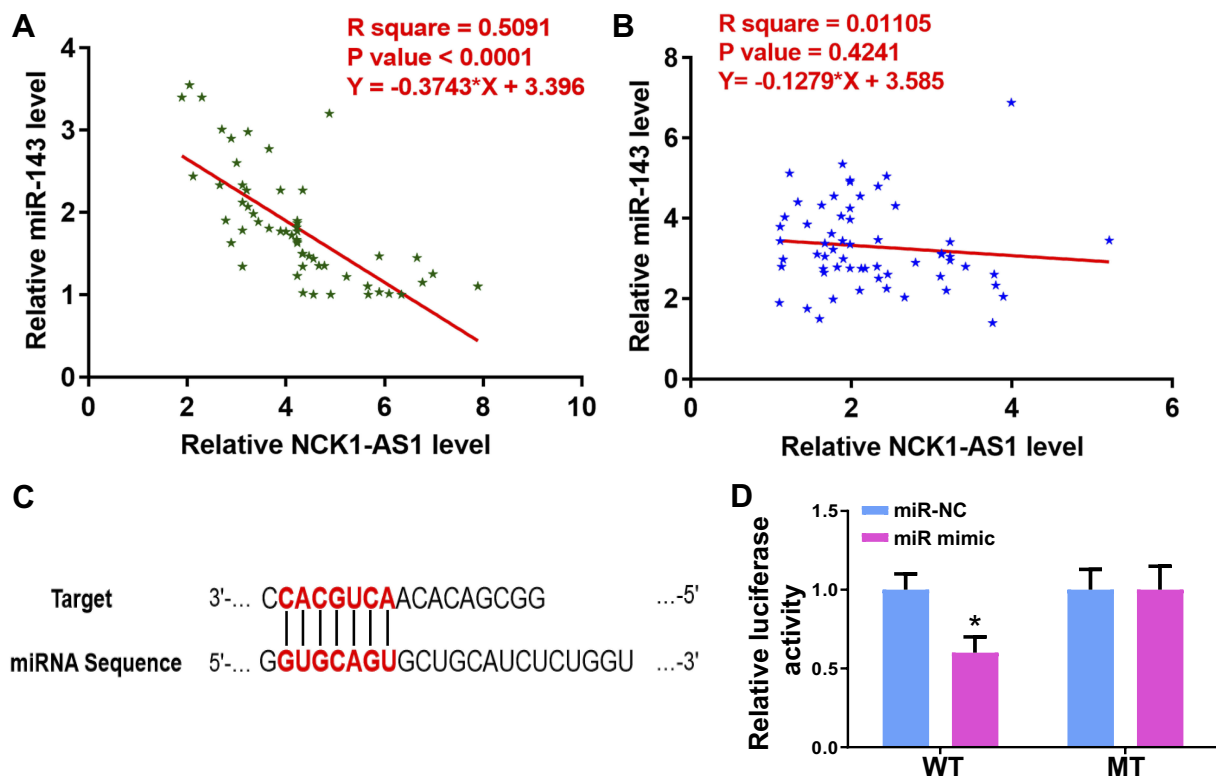 A
R square = 0.5091
P value < 0.0001
Y = -0.3743*X + 3.396
Relative miR-143 level
4
3
2
1
0
0 2 4 6 8 10
Relative NCK1-AS1 level
B
R square = 0.01105
P value = 0.4241
Y= -0.1279*X + 3.585
Relative miR-143 level
8
6
4
2
0
0 2 4 6
Relative NCK1-AS1 level
C
Target 3'-... CCACGUCAACACAGCGG ...-5'
miRNA Sequence 5'-... GGUGCAGUGCUGCAUCUCUGGU ...-3'
D
Relative luciferase
activity
1.5
1.0
0.5
0.0
miR-NC
miR mimic
*
WT MT